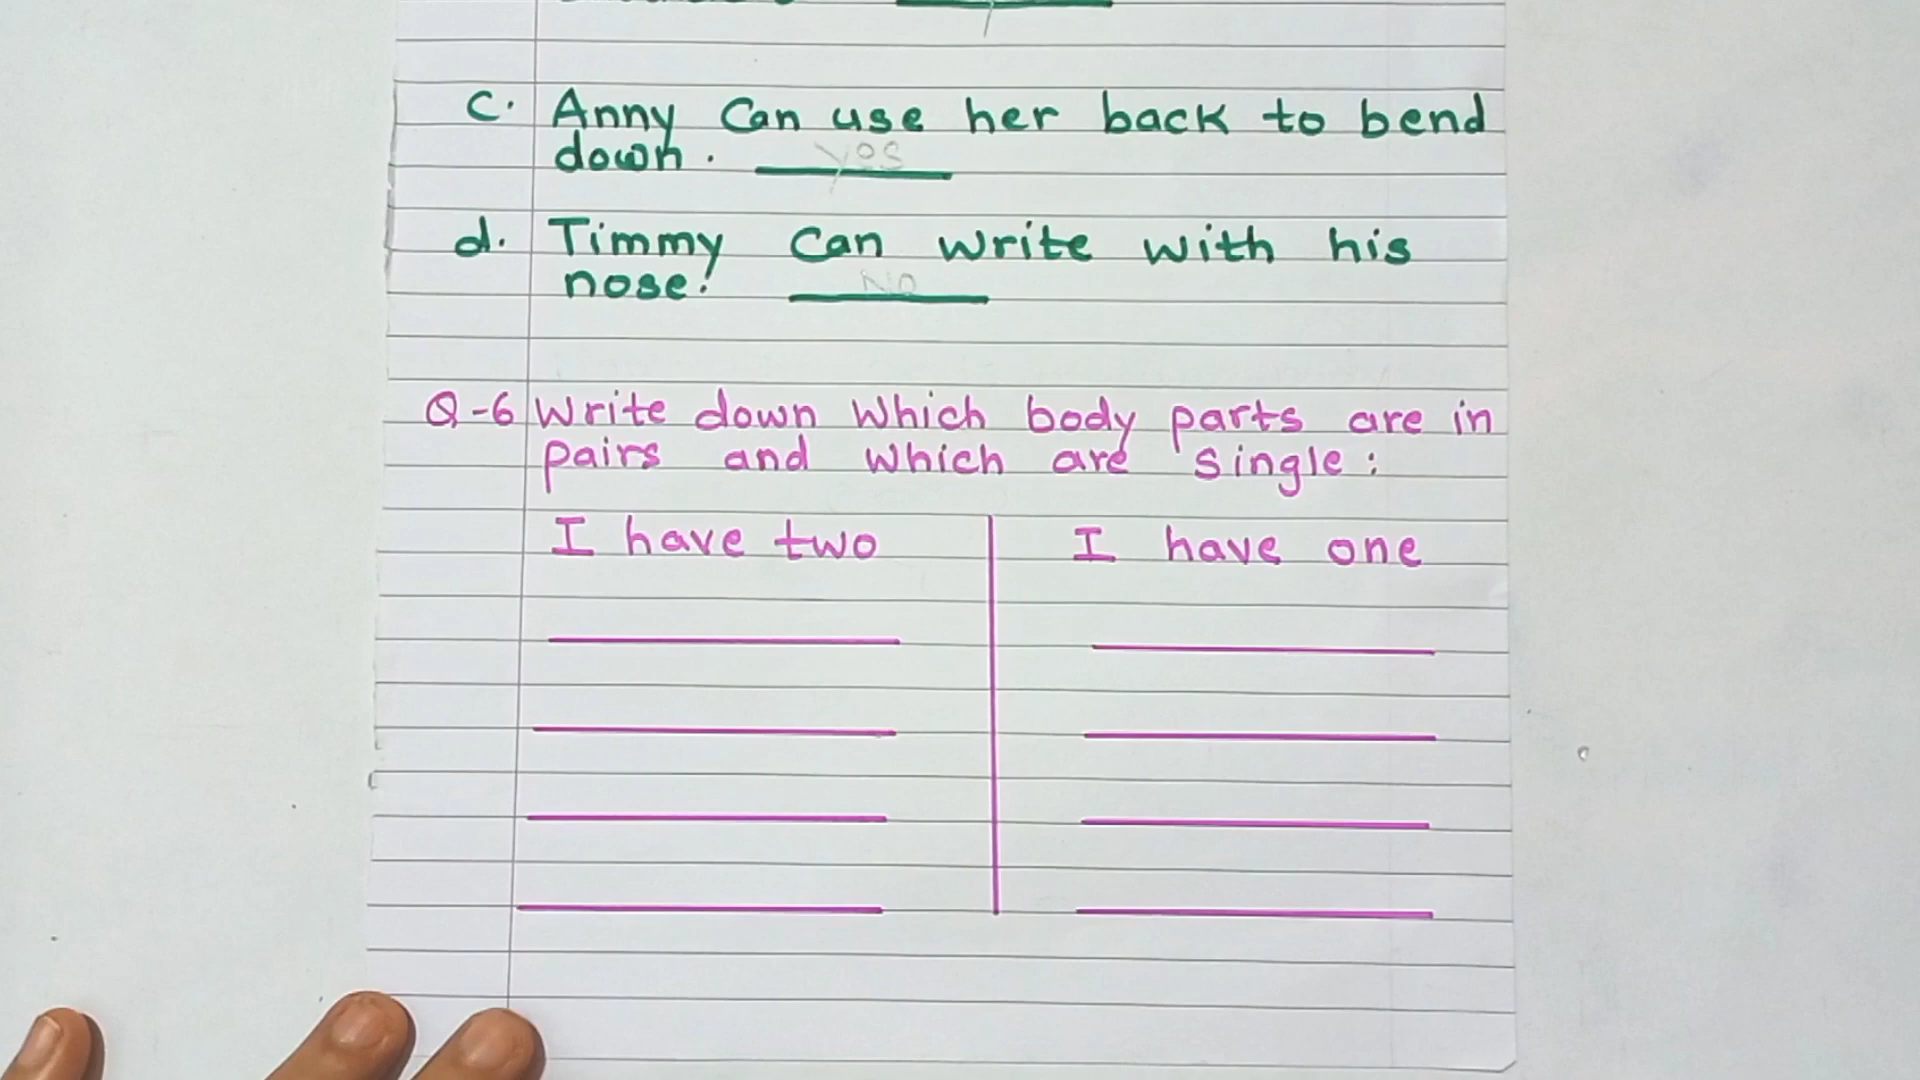 c. Anny can use her back to bend
down. yes
d. Timmy can write with his
nose. No
Q-6 Write down which body parts are in
pairs and which are single:
I have two I have one